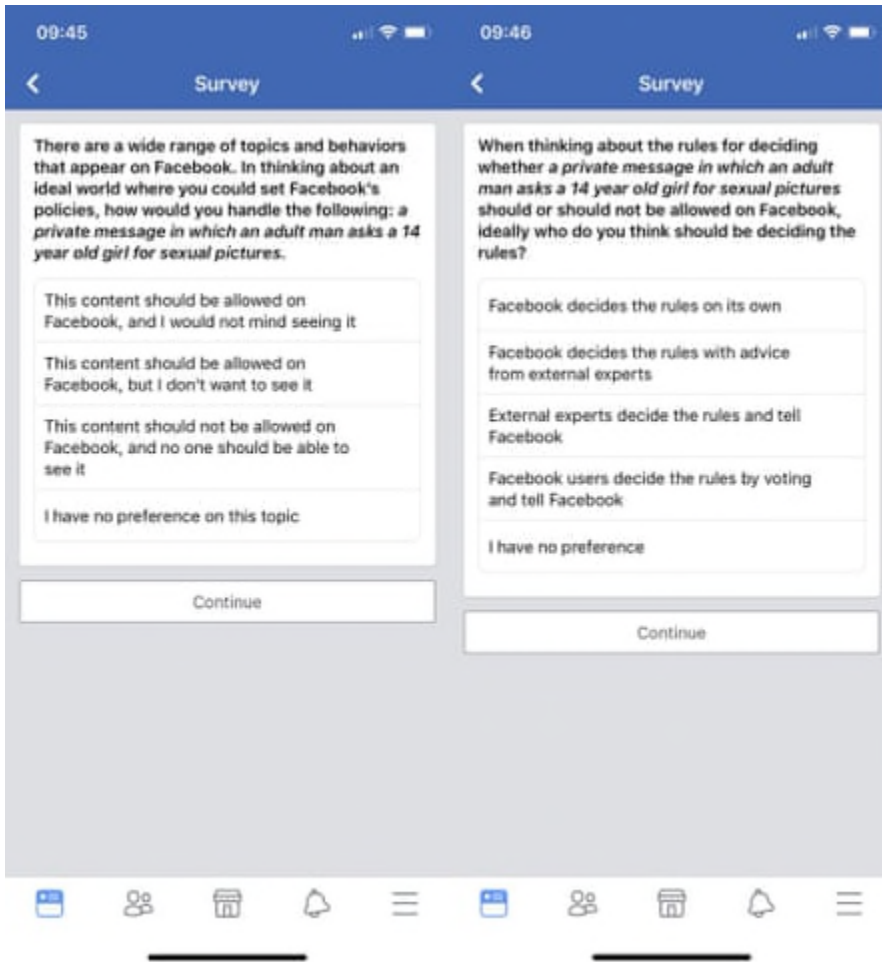 09:45
Survey
There are a wide range of topics and behaviors
that appear on Facebook. In thinking about an
ideal world where you could set Facebook's
policies, how would you handle the following: a
private message in which an adult man asks a 14
year old girl for sexual pictures.
This content should be allowed on
Facebook, and I would not mind seeing it
This content should be allowed on
Facebook, but I don't want to see it
This content should not be allowed on
Facebook, and no one should be able to
see it
I have no preference on this topic
Continue
09:46
Survey
When thinking about the rules for deciding
whether a private message in which an adult
man asks a 14 year old girl for sexual pictures
should or should not be allowed on Facebook,
ideally who do you think should be deciding the
rules?
Facebook decides the rules on its own
Facebook decides the rules with advice
from external experts
External experts decide the rules and tell
Facebook
Facebook users decide the rules by voting
and tell Facebook
I have no preference
Continue